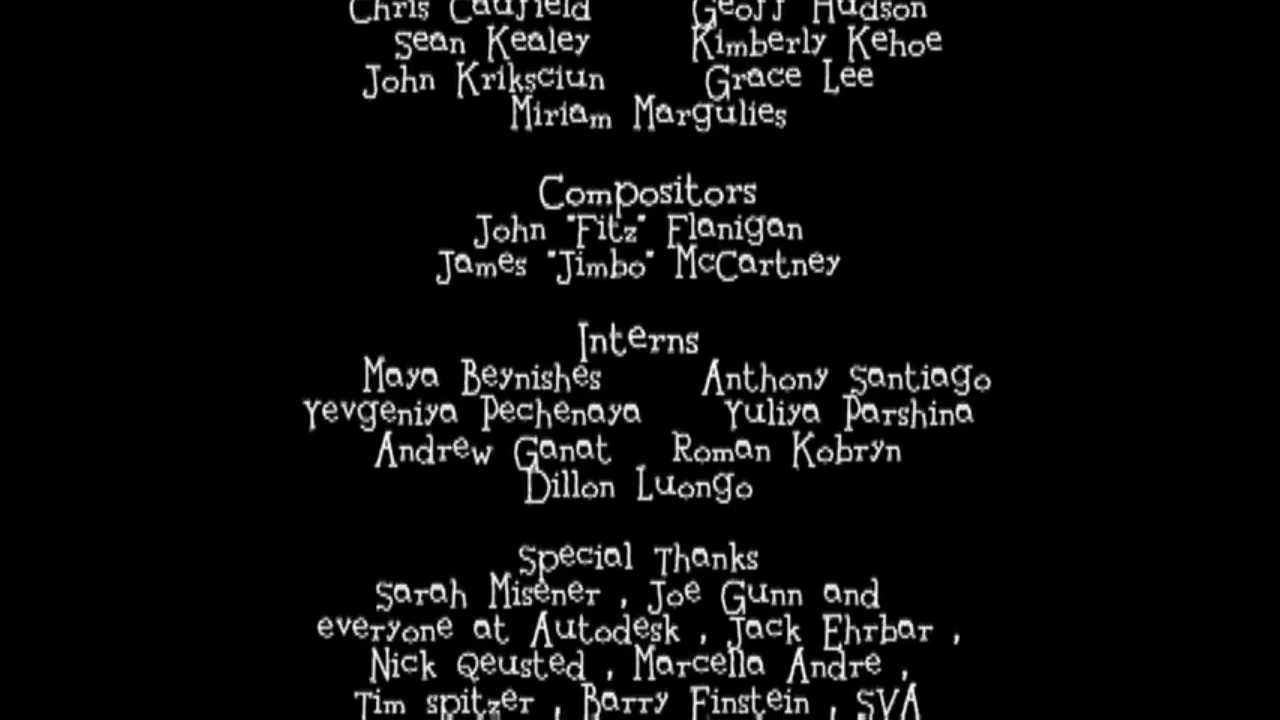 Chris Cadfield Geoff Hudson
Sean Kealey Kimberly Kehoe
John Kriksciun Grace Lee
Miriam Margulies
Compositors
John "Fitz" Flanigan
James "Jimbo" McCartney
Interns
Maya Beynishes Anthony Santiago
Yevgeniya Pechenaya Yuliya Parshina
Andrew Ganat Roman Kobryn
Dillon Luongo
Special Thanks
Sarah Misener , Joe Gunn and
everyone at Autodesk , Jack Ehrbar ,
Nick Qeusted , Marcella Andre ,
Tim spitzer , Barry Einstein , SVA